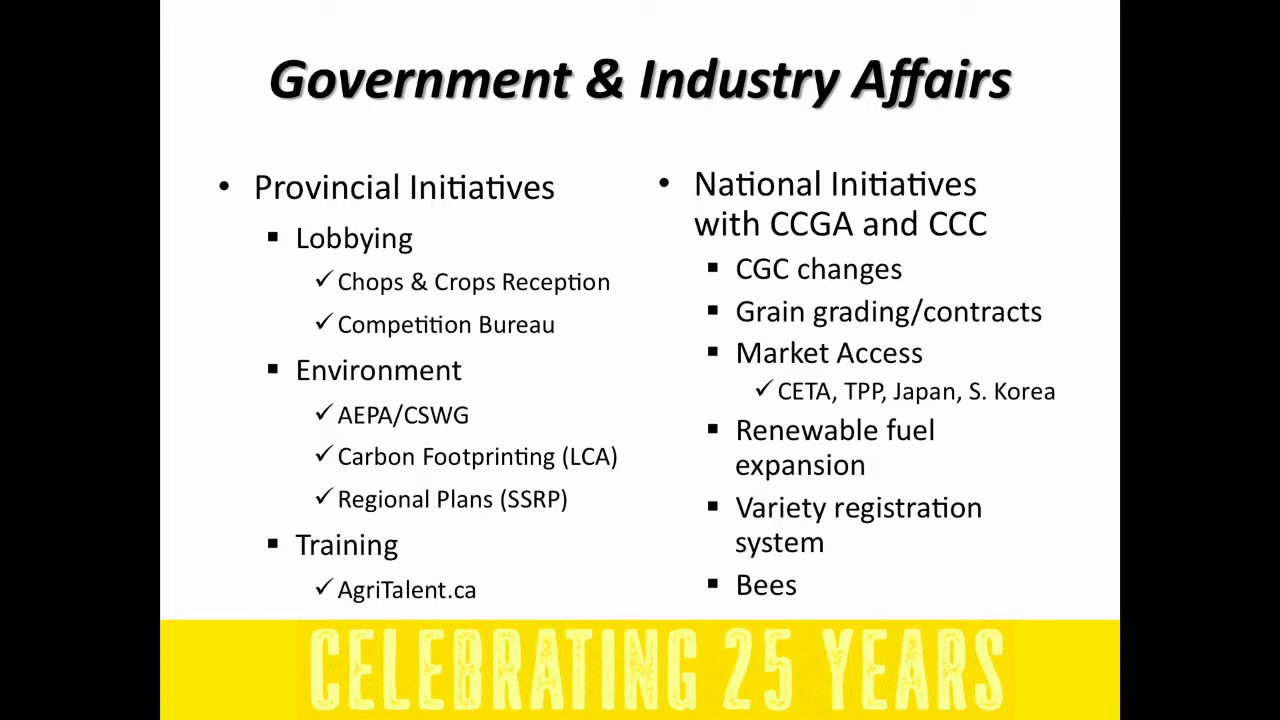 Government & Industry Affairs
• Provincial Initiatives
▪ Lobbying
✓ Chops & Crops Reception
✓ Competition Bureau
▪ Environment
✓ AEPA/CSWG
✓ Carbon Footprinting (LCA)
✓ Regional Plans (SSRP)
▪ Training
✓ AgriTalent.ca
• National Initiatives
with CCGA and CCC
▪ CGC changes
▪ Grain grading/contracts
▪ Market Access
✓ CETA, TPP, Japan, S. Korea
▪ Renewable fuel
expansion
▪ Variety registration
system
▪ Bees
CELEBRATING 25 YEARS